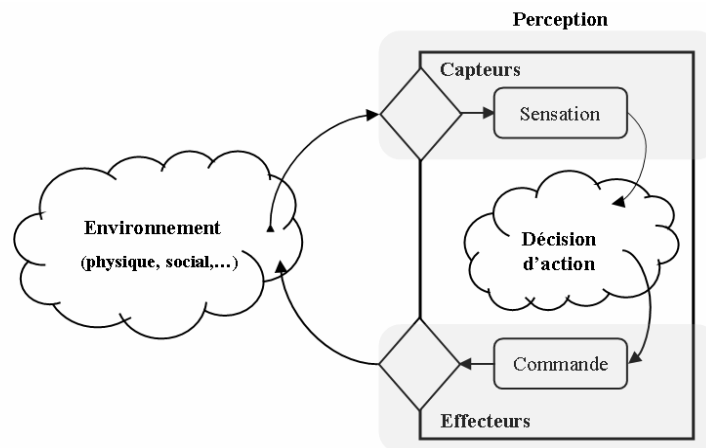 Perception
Capteurs
Sensation
Environnement
(physique, social,…)
Décision
d’action
Commande
Effecteurs